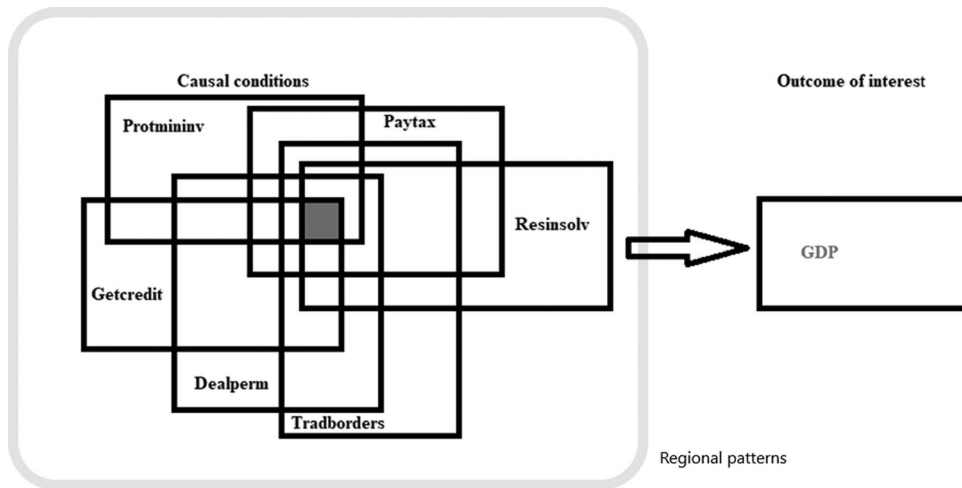 Causal conditions
Outcome of interest
Protmininv
Paytax
Resinsolv
GDP
Getcredit
Dealperm
Tradborders
Regional patterns